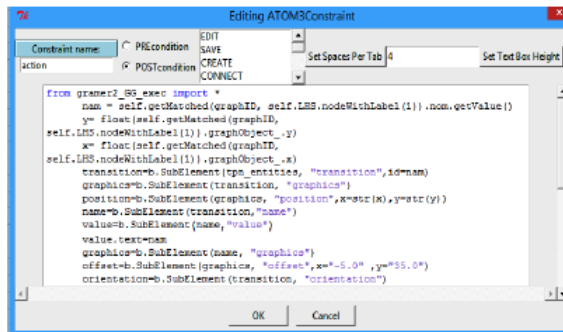 Editing ATOM3Constraint
Constraint name:
action
PREcondition
POSTcondition
EDIT
SAVE
CREATE
CONNECT
Set Spaces Per Tab
4
Set Text Box Height
from gramer2_GG_exec import *
nam = self.getMatched(graphID, self.LHS.nodeWithLabel(1)).nom.getValue()
y= float(self.getMatched(graphID,
self.LHS.nodeWithLabel(1)).graphObject_.y)
x= float(self.getMatched(graphID,
self.LHS.nodeWithLabel(1)).graphObject_.x)
transition=b.SubElement(tpn_entities, "transition",id=nam)
graphics=b.SubElement(transition, "graphics")
position=b.SubElement(graphics, "position",x=str(x),y=str(y))
name=b.SubElement(transition,"name")
value=b.SubElement(name,"value")
value.text=nam
graphics=b.SubElement(name, "graphics")
offset=b.SubElement(graphics, "offset",x="-5.0" ,y="35.0")
orientation=b.SubElement(transition, "orientation")
OK
Cancel